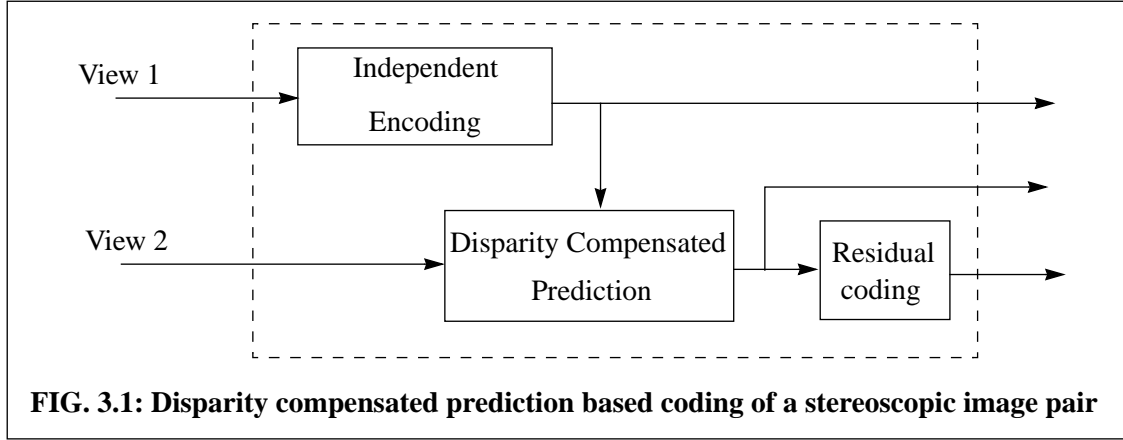 View 1
Independent
Encoding
View 2
Disparity Compensated
Prediction
Residual
coding
FIG. 3.1: Disparity compensated prediction based coding of a stereoscopic image pair